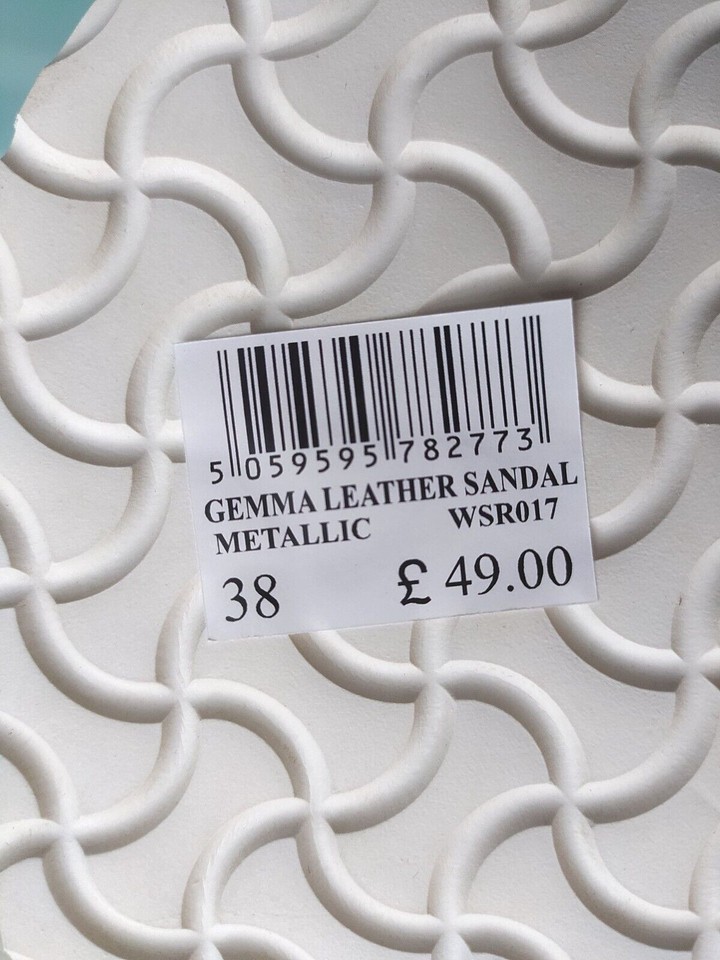 5 059595 782773
GEMMA LEATHER SANDAL
METALLIC WSR017
38 £ 49.00